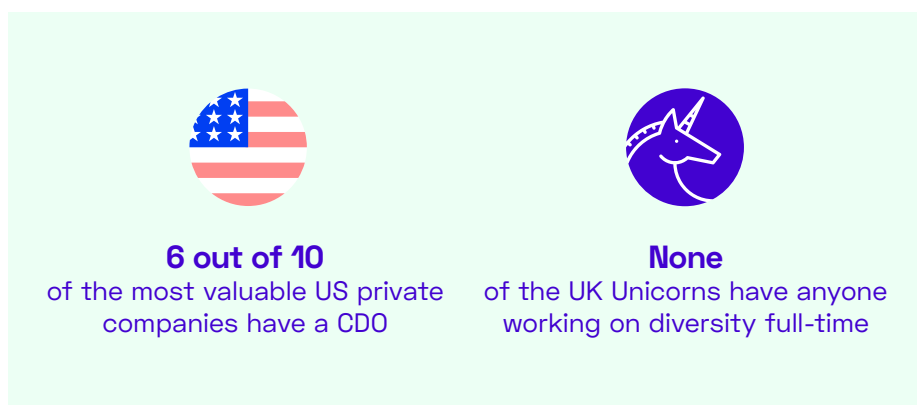 6 out of 10
of the most valuable US private
companies have a CDO
None
of the UK Unicorns have anyone
working on diversity full-time